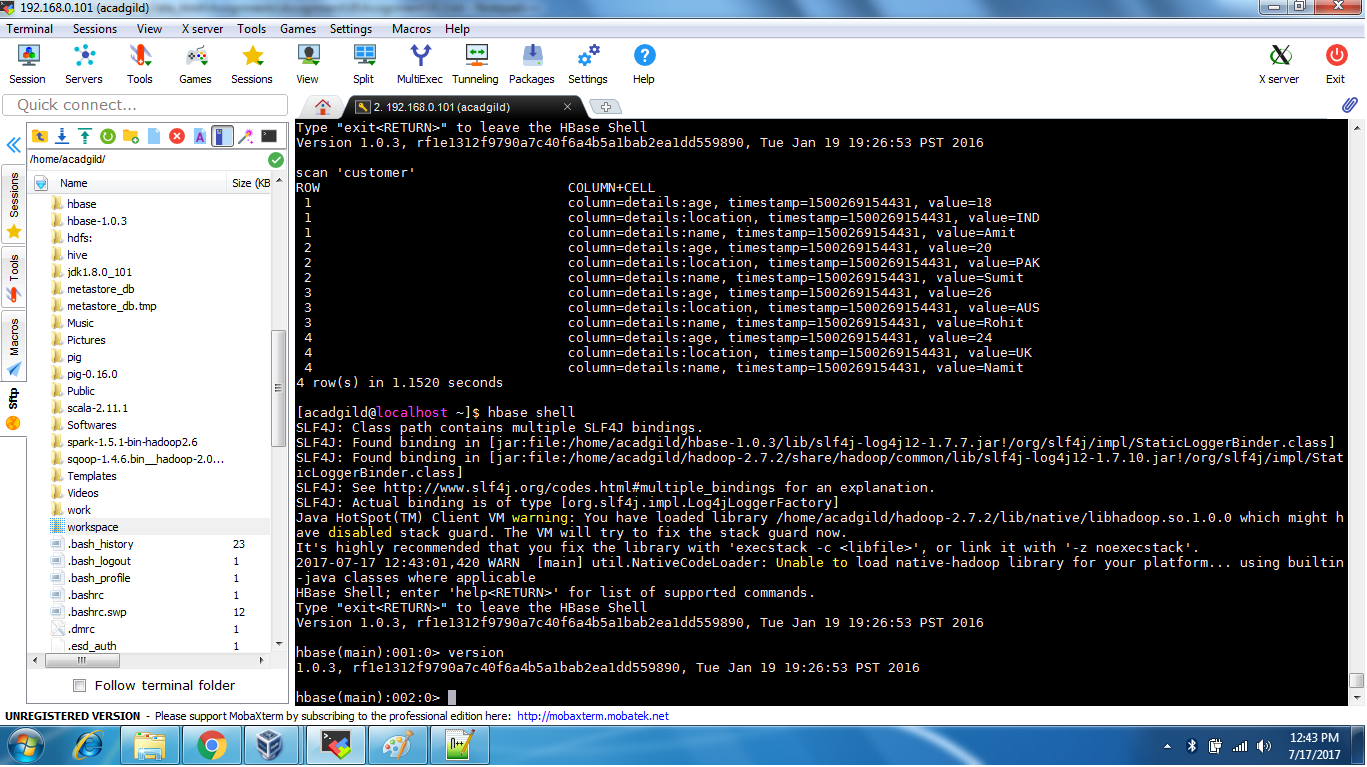 192.168.0.101 (acadgild)
Terminal Sessions View X server Tools Games Settings Macros Help
Session Servers Tools Games Sessions View Split MultiExec Tunneling Packages Settings Help X server Exit
Quick connect...
2. 192.168.0.101 (acadgild)
/home/acadgild/
Name Size (KB
Sessions
Tools
Macros
Sftp
hbase
hbase-1.0.3
hdfs:
hive
jdk1.8.0_101
metastore_db
metastore_db.tmp
Music
Pictures
pig
pig-0.16.0
Public
scala-2.11.1
Softwares
spark-1.5.1-bin-hadoop2.6
sqoop-1.4.6.bin__hadoop-2.0...
Templates
Videos
work
workspace
.bash_history 23
.bash_logout 1
.bash_profile 1
.bashrc 1
.bashrc.swp 12
.dmrc 1
.esd_auth 1
Follow terminal folder
Type "exit<RETURN>" to leave the HBase Shell
Version 1.0.3, rf1e1312f9790a7c40f6a4b5a1bab2ea1dd559890, Tue Jan 19 19:26:53 PST 2016
scan 'customer'
ROW COLUMN+CELL
1 column=details:age, timestamp=1500269154431, value=18
1 column=details:location, timestamp=1500269154431, value=IND
1 column=details:name, timestamp=1500269154431, value=Amit
2 column=details:age, timestamp=1500269154431, value=20
2 column=details:location, timestamp=1500269154431, value=PAK
2 column=details:name, timestamp=1500269154431, value=Sumit
3 column=details:age, timestamp=1500269154431, value=26
3 column=details:location, timestamp=1500269154431, value=AUS
3 column=details:name, timestamp=1500269154431, value=Rohit
4 column=details:age, timestamp=1500269154431, value=24
4 column=details:location, timestamp=1500269154431, value=UK
4 column=details:name, timestamp=1500269154431, value=Namit
4 row(s) in 1.1520 seconds
[acadgild@localhost ~]$ hbase shell
SLF4J: Class path contains multiple SLF4J bindings.
SLF4J: Found binding in [jar:file:/home/acadgild/hbase-1.0.3/lib/slf4j-log4j12-1.7.7.jar!/org/slf4j/impl/StaticLoggerBinder.class]
SLF4J: Found binding in [jar:file:/home/acadgild/hadoop-2.7.2/share/hadoop/common/lib/slf4j-log4j12-1.7.10.jar!/org/slf4j/impl/Stat
icLoggerBinder.class]
SLF4J: See http://www.slf4j.org/codes.html#multiple_bindings for an explanation.
SLF4J: Actual binding is of type [org.slf4j.impl.Log4jLoggerFactory]
Java HotSpot(TM) Client VM warning: You have loaded library /home/acadgild/hadoop-2.7.2/lib/native/libhadoop.so.1.0.0 which might h
ave disabled stack guard. The VM will try to fix the stack guard now.
It's highly recommended that you fix the library with 'execstack -c <libfile>', or link it with '-z noexecstack'.
2017-07-17 12:43:01,420 WARN [main] util.NativeCodeLoader: Unable to load native-hadoop library for your platform... using builtin
-java classes where applicable
HBase Shell; enter 'help<RETURN>' for list of supported commands.
Type "exit<RETURN>" to leave the HBase Shell
Version 1.0.3, rf1e1312f9790a7c40f6a4b5a1bab2ea1dd559890, Tue Jan 19 19:26:53 PST 2016
hbase(main):001:0> version
1.0.3, rf1e1312f9790a7c40f6a4b5a1bab2ea1dd559890, Tue Jan 19 19:26:53 PST 2016
hbase(main):002:0>
UNREGISTERED VERSION - Please support MobaXterm by subscribing to the professional edition here: http://mobaxterm.mobatek.net
12:43 PM
7/17/2017